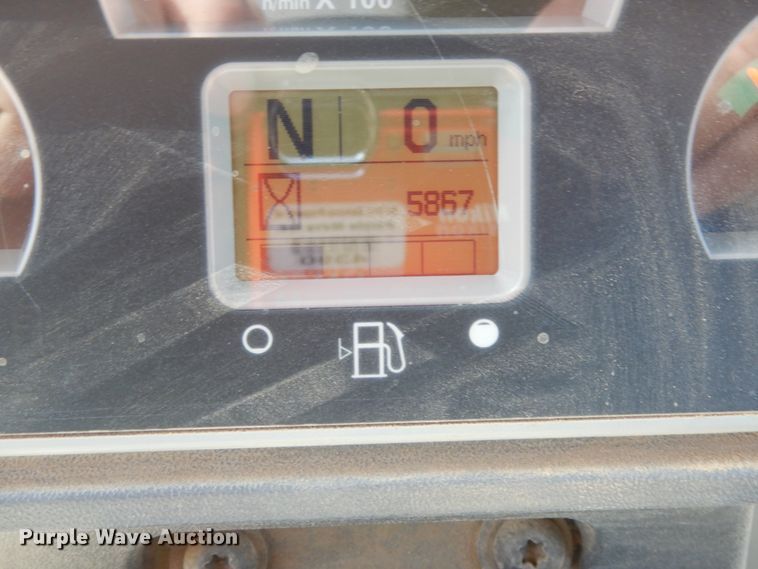 n/min X 100
N 0 mph
5867
Purple Wave Auction